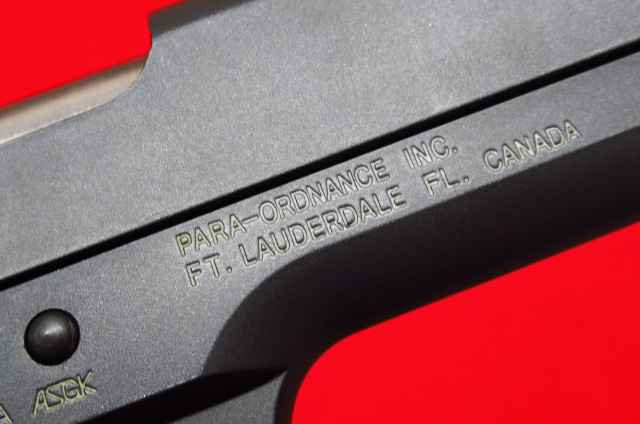 PARA-ORDNANCE INC.
FT. LAUDERDALE FL. CANADA
A ASGK